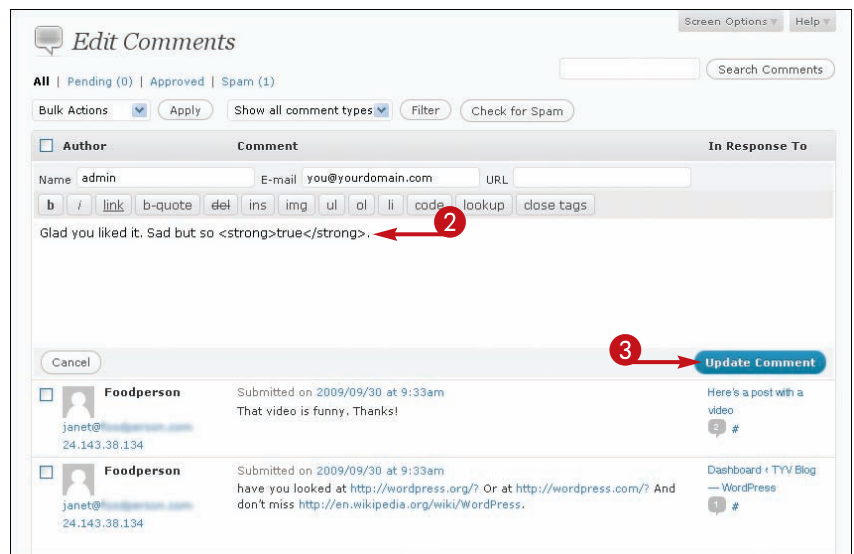 Screen Options Help
Edit Comments
All | Pending (0) | Approved | Spam (1)
Search Comments
Bulk Actions Apply Show all comment types Filter Check for Spam
Author Comment In Response To
Name admin E-mail you@yourdomain.com URL
b i link b-quote del ins img ul ol li code lookup close tags
2
Glad you liked it. Sad but so <strong>true</strong>.
3
Cancel Update Comment
Foodperson Submitted on 2009/09/30 at 9:33am Here's a post with a
That video is funny. Thanks! video
janet@ 2 #
24.143.38.134
Foodperson Submitted on 2009/09/30 at 9:33am Dashboard ‹ TYV Blog
have you looked at http://wordpress.org/? Or at http://wordpress.com/? And — WordPress
janet@ don't miss http://en.wikipedia.org/wiki/WordPress. 1 #
24.143.38.134